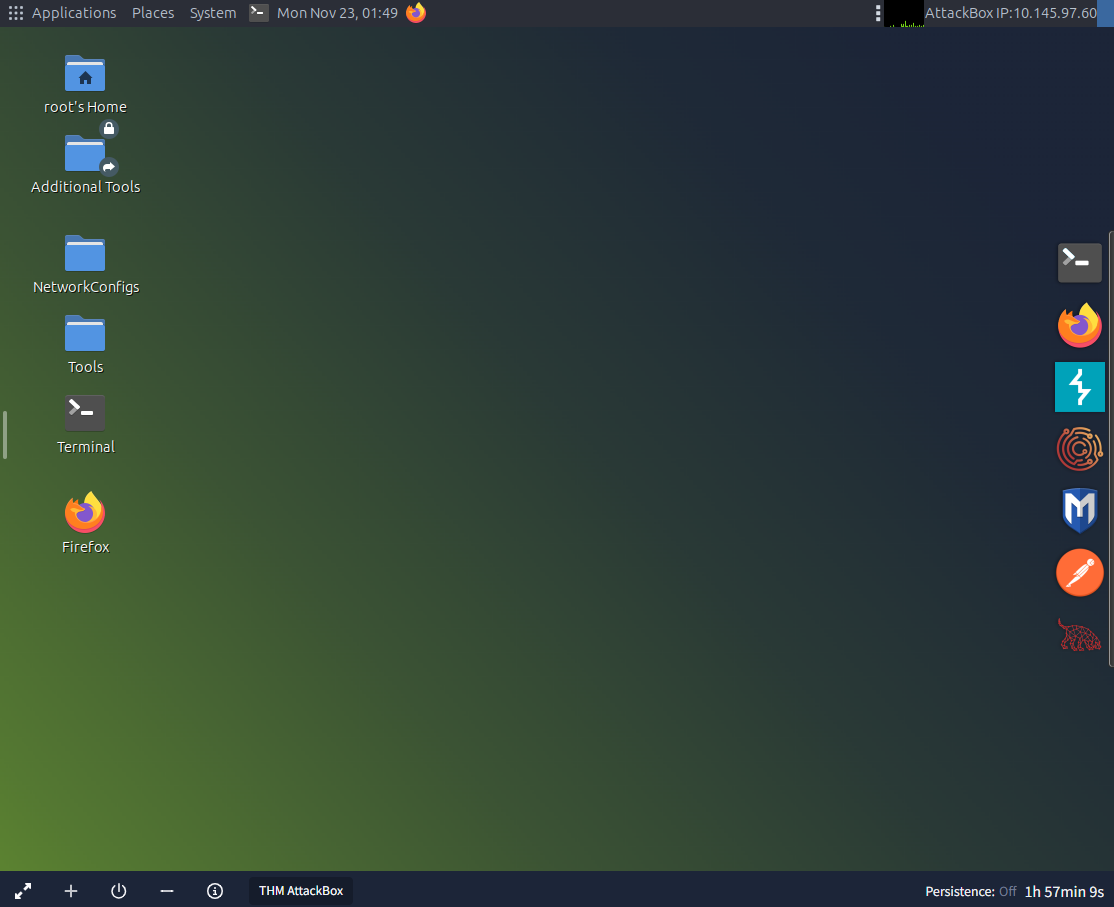 Applications Places System Mon Nov 23, 01:49 AttackBox IP:10.145.97.60
root's Home
Additional Tools
NetworkConfigs
Tools
Terminal
Firefox
THM AttackBox Persistence: Off 1h 57min 9s